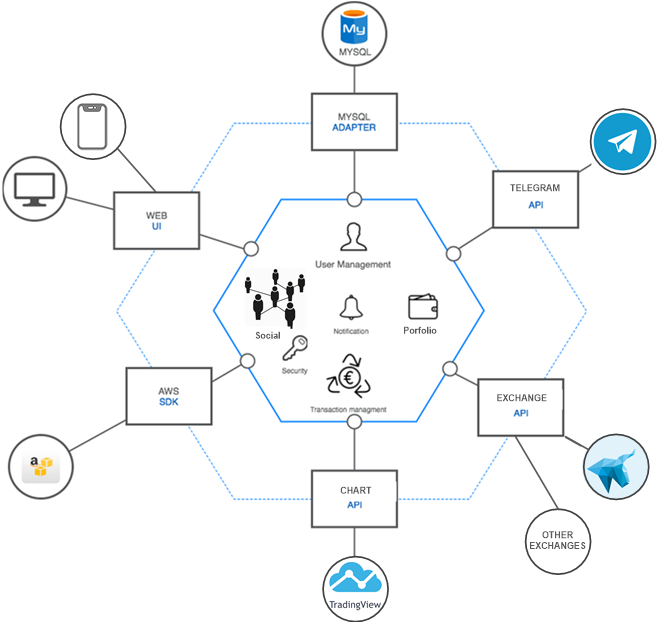 My
MYSQL
MYSQL
ADAPTER
TELEGRAM
API
WEB
UI
User Management
Social
Notification
Porfolio
Security
Transaction managment
AWS
SDK
EXCHANGE
API
a
CHART
API
OTHER
EXCHANGES
TradingView